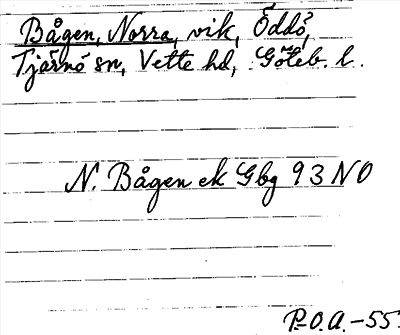 Bågen, Norra, vik, Öddö,
Tjärnö sn, Vette hd, Göteb. l.
N. Bågen ek Gbg 93 NO
P.O.A. -55.